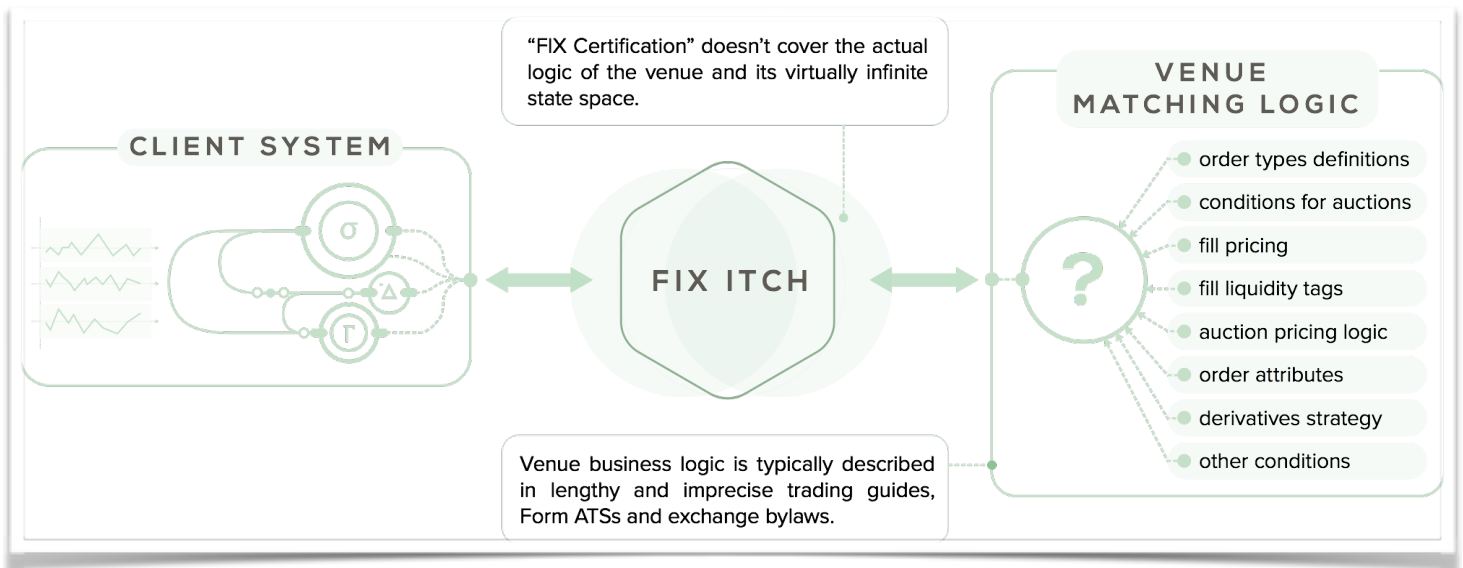 “FIX Certification” doesn’t cover the actual
logic of the venue and its virtually infinite
state space.
CLIENT SYSTEM
σ
Δ
Γ
FIX ITCH
Venue business logic is typically described
in lengthy and imprecise trading guides,
Form ATSs and exchange bylaws.
VENUE
MATCHING LOGIC
?
order types definitions
conditions for auctions
fill pricing
fill liquidity tags
auction pricing logic
order attributes
derivatives strategy
other conditions